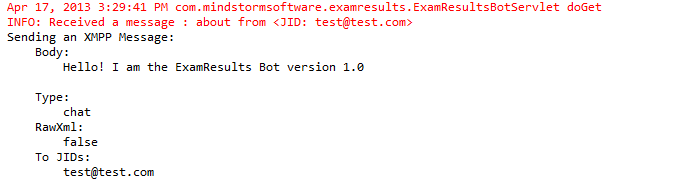 Apr 17, 2013 3:29:41 PM com.mindstormsoftware.examresults.ExamResultsBotServlet doGet
INFO: Received a message : about from <JID: test@test.com>
Sending an XMPP Message:
    Body:
        Hello! I am the ExamResults Bot version 1.0

    Type:
        chat
    RawXml:
        false
    To JIDs:
        test@test.com